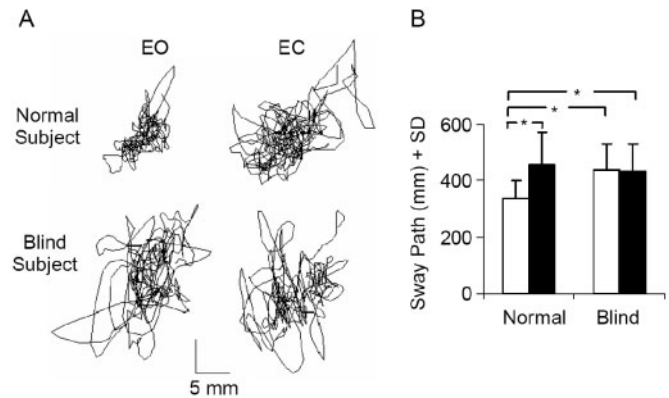 A
EO EC
Normal
Subject
Blind
Subject
5 mm
B
*
*
*
Sway Path (mm) + SD
600
400
200
0
Normal Blind